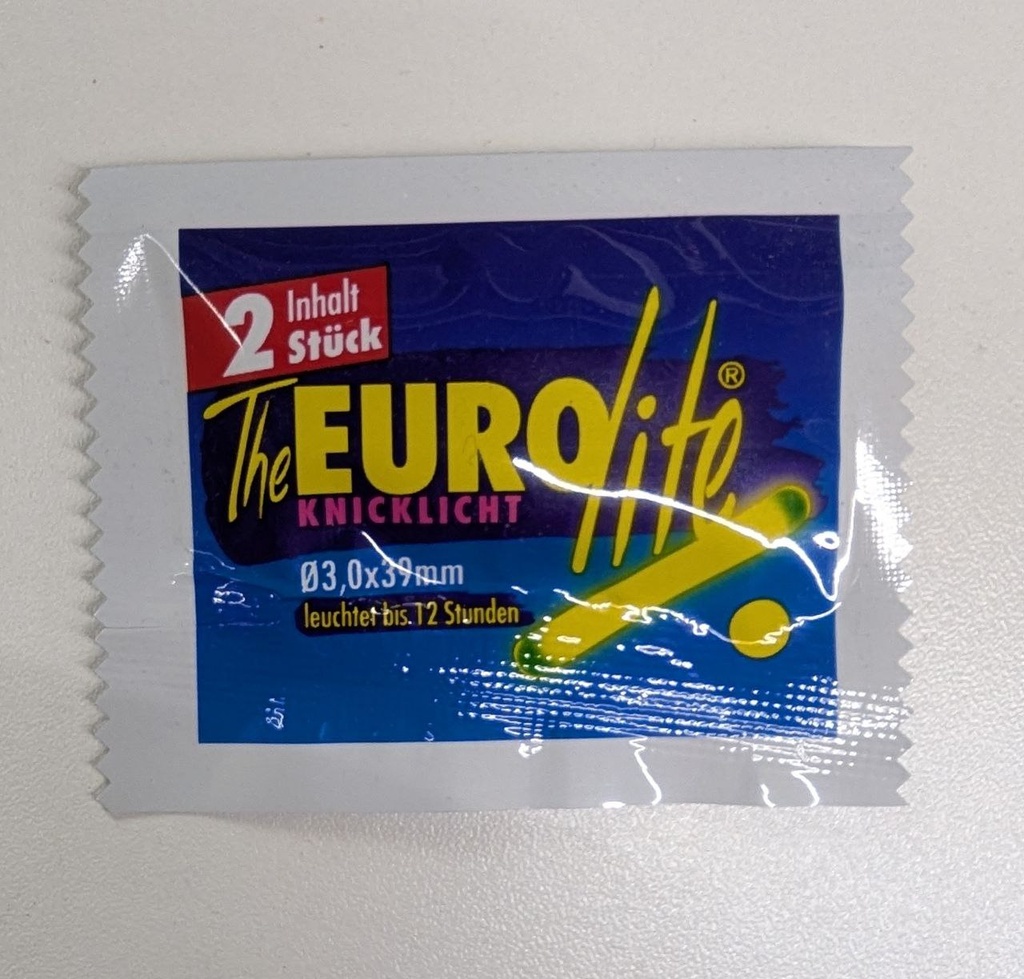 2 Inhalt
Stück
The EUROlite®
KNICKLICHT
Ø3,0x39mm
leuchtet bis 12 Stunden